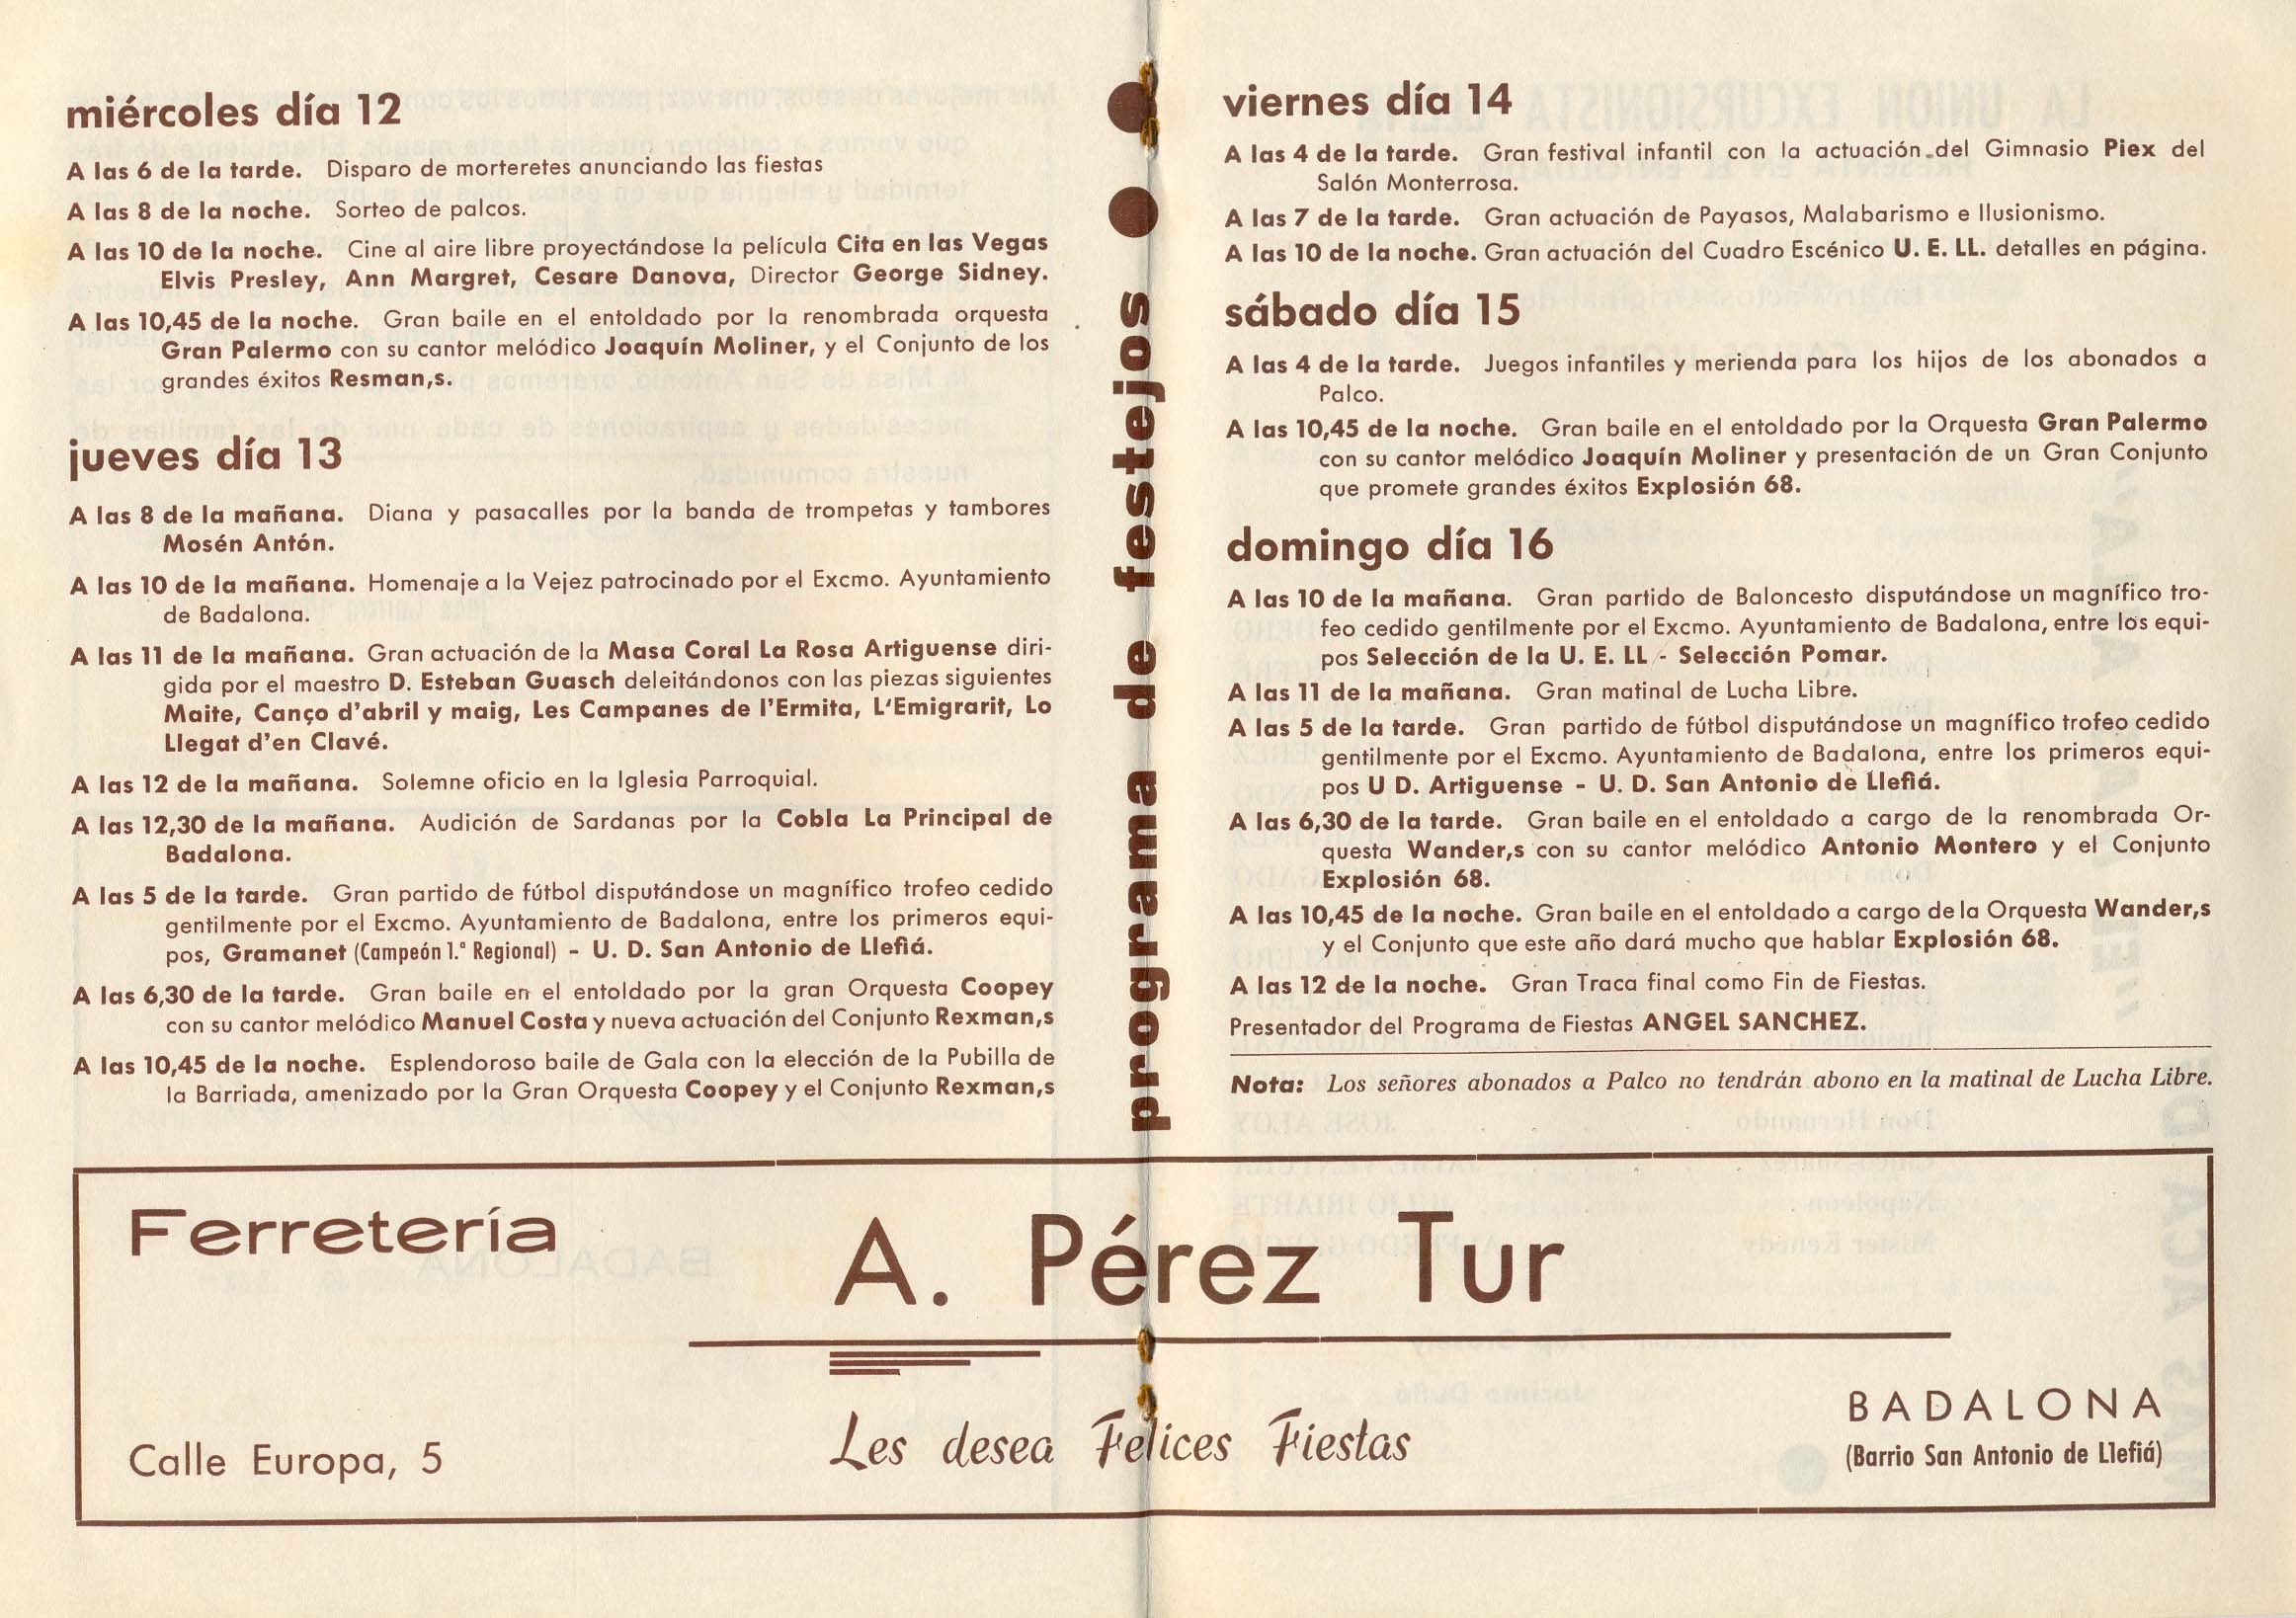 miércoles día 12
A las 6 de la tarde. Disparo de morteretes anunciando las fiestas
A las 8 de la noche. Sorteo de palcos.
A las 10 de la noche. Cine al aire libre proyectándose la película Cita en las Vegas
Elvis Presley, Ann Margret, Cesare Danova, Director George Sidney.
A las 10,45 de la noche. Gran baile en el entoldado por la renombrada orquesta
Gran Palermo con su cantor melódico Joaquín Moliner, y el Conjunto de los
grandes éxitos Resman,s.
jueves día 13
A las 8 de la mañana. Diana y pasacalles por la banda de trompetas y tambores
Mosén Antón.
A las 10 de la mañana. Homenaje a la Vejez patrocinado por el Excmo. Ayuntamiento
de Badalona.
A las 11 de la mañana. Gran actuación de la Masa Coral La Rosa Artiguense diri-
gida por el maestro D. Esteban Guasch deleitándonos con las piezas siguientes
Maite, Canço d'abril y maig, Les Campanes de l'Ermita, L'Emigrarit, Lo
Llegat d'en Clavé.
A las 12 de la mañana. Solemne oficio en la Iglesia Parroquial.
A las 12,30 de la mañana. Audición de Sardanas por la Cobla La Principal de
Badalona.
A las 5 de la tarde. Gran partido de fútbol disputándose un magnífico trofeo cedido
gentilmente por el Excmo. Ayuntamiento de Badalona, entre los primeros equi-
pos, Gramanet (Campeón 1.ª Regional) - U. D. San Antonio de Llefiá.
A las 6,30 de la tarde. Gran baile en el entoldado por la gran Orquesta Coopey
con su cantor melódico Manuel Costa y nueva actuación del Conjunto Rexman,s
A las 10,45 de la noche. Esplendoroso baile de Gala con la elección de la Pubilla de
la Barriada, amenizado por la Gran Orquesta Coopey y el Conjunto Rexman,s
programa de festejos
viernes día 14
A las 4 de la tarde. Gran festival infantil con la actuación del Gimnasio Piex del
Salón Monterrosa.
A las 7 de la tarde. Gran actuación de Payasos, Malabarismo e Ilusionismo.
A las 10 de la noche. Gran actuación del Cuadro Escénico U. E. LL. detalles en página.
sábado día 15
A las 4 de la tarde. Juegos infantiles y merienda para los hijos de los abonados a
Palco.
A las 10,45 de la noche. Gran baile en el entoldado por la Orquesta Gran Palermo
con su cantor melódico Joaquín Moliner y presentación de un Gran Conjunto
que promete grandes éxitos Explosión 68.
domingo día 16
A las 10 de la mañana. Gran partido de Baloncesto disputándose un magnífico tro-
feo cedido gentilmente por el Excmo. Ayuntamiento de Badalona, entre los equi-
pos Selección de la U. E. LL - Selección Pomar.
A las 11 de la mañana. Gran matinal de Lucha Libre.
A las 5 de la tarde. Gran partido de fútbol disputándose un magnífico trofeo cedido
gentilmente por el Excmo. Ayuntamiento de Badalona, entre los primeros equi-
pos U D. Artiguense - U. D. San Antonio de Llefiá.
A las 6,30 de la tarde. Gran baile en el entoldado a cargo de la renombrada Or-
questa Wander,s con su cantor melódico Antonio Montero y el Conjunto
Explosión 68.
A las 10,45 de la noche. Gran baile en el entoldado a cargo de la Orquesta Wander,s
y el Conjunto que este año dará mucho que hablar Explosión 68.
A las 12 de la noche. Gran Traca final como Fin de Fiestas.
Presentador del Programa de Fiestas ANGEL SANCHEZ.
Nota: Los señores abonados a Palco no tendrán abono en la matinal de Lucha Libre.
Ferretería
A. Pérez Tur
Calle Europa, 5
Les desea Felices Fiestas
BADALONA
(Barrio San Antonio de Llefiá)